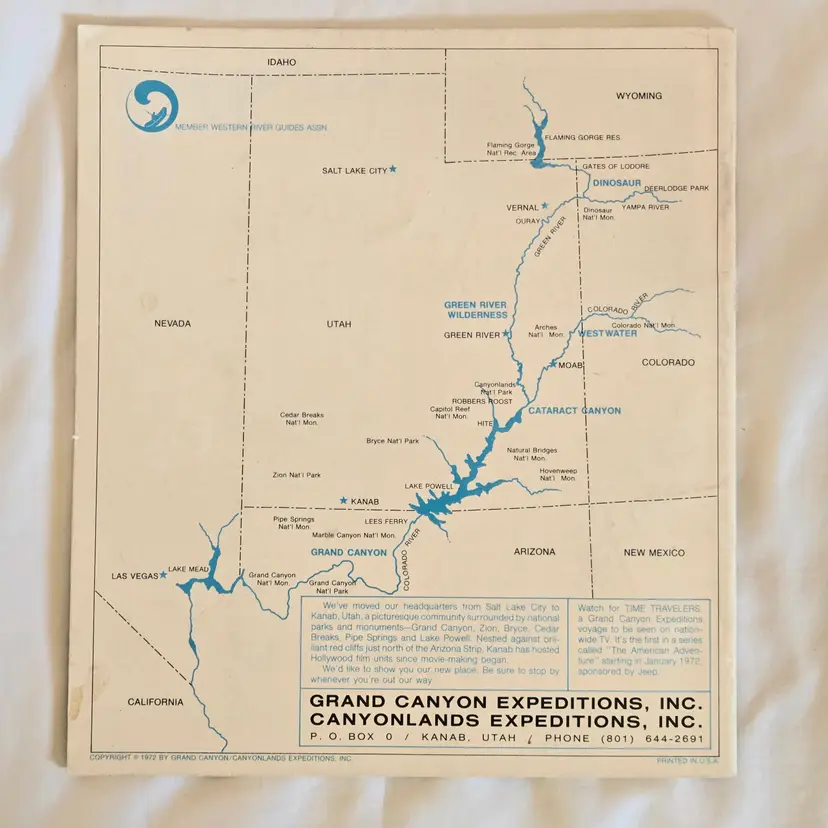 IDAHO
WYOMING
MEMBER WESTERN RIVER GUIDES ASSN.
FLAMING GORGE RES.
Flaming Gorge
Nat'l Rec. Area
SALT LAKE CITY
GATES OF LODORE
DINOSAUR
DEERLODGE PARK
VERNAL
YAMPA RIVER
Dinosaur
Nat'l Mon.
OURAY
GREEN RIVER
GREEN RIVER
WILDERNESS
COLORADO RIVER
NEVADA
UTAH
Arches
Nat'l Mon.
Colorado Nat'l Mon.
GREEN RIVER
WESTWATER
MOAB
COLORADO
Canyonlands
Nat'l Park
ROBBERS ROOST
Capitol Reef
Nat'l Mon.
CATARACT CANYON
Cedar Breaks
Nat'l Mon.
HITE
Bryce Nat'l Park
Natural Bridges
Nat'l Mon.
Zion Nat'l Park
Hovenweep
Nat'l Mon.
LAKE POWELL
KANAB
Pipe Springs
Nat'l Mon.
LEES FERRY
Marble Canyon Nat'l Mon.
GRAND CANYON
COLORADO RIVER
ARIZONA
NEW MEXICO
LAS VEGAS
LAKE MEAD
Grand Canyon
Nat'l Mon.
Grand Canyon
Nat'l Park
CALIFORNIA
We've moved our headquarters from Salt Lake City to
Kanab, Utah, a picturesque community surrounded by national
parks and monuments—Grand Canyon, Zion, Bryce, Cedar
Breaks, Pipe Springs and Lake Powell. Nestled against bril-
liant red cliffs just north of the Arizona Strip, Kanab has hosted
Hollywood film units since movie-making began.
We'd like to show you our new place. Be sure to stop by
whenever you're out our way.
Watch for TIME TRAVELERS,
a Grand Canyon Expeditions
voyage to be seen on nation-
wide TV. It's the first in a series
called "The American Adven-
ture" starting in January 1972,
sponsored by Jeep.
GRAND CANYON EXPEDITIONS, INC.
CANYONLANDS EXPEDITIONS, INC.
P. O. BOX O / KANAB, UTAH / PHONE (801) 644-2691
COPYRIGHT © 1972 BY GRAND CANYON/CANYONLANDS EXPEDITIONS, INC.
PRINTED IN U.S.A.